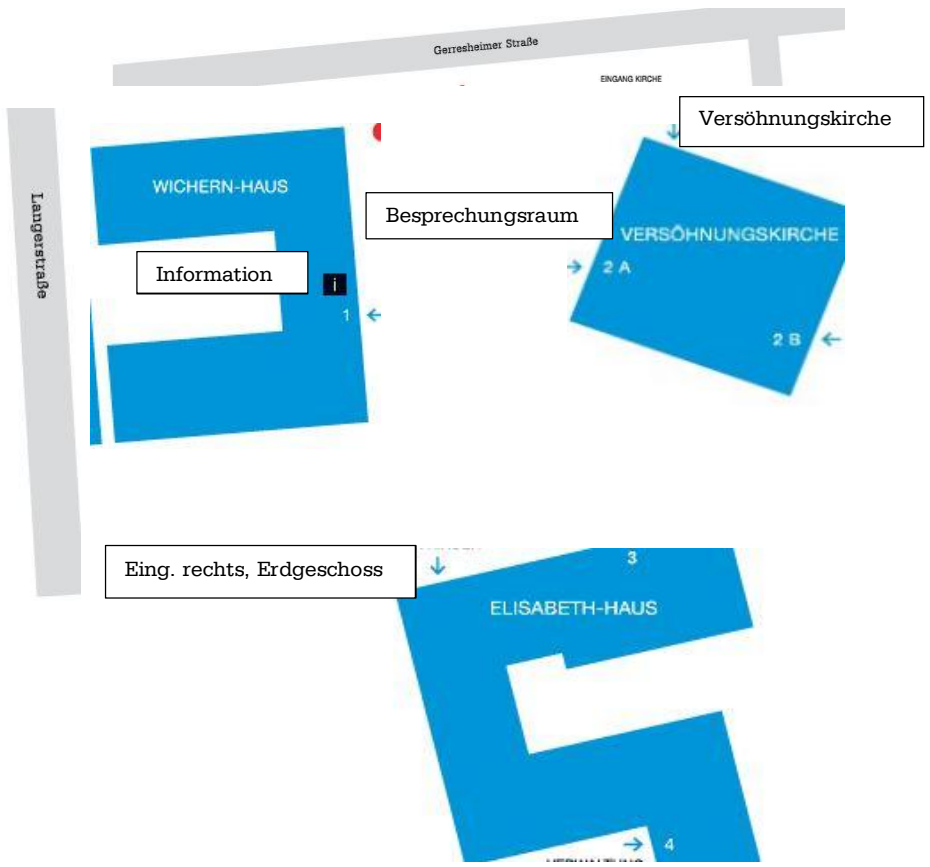 Gerresheimer Straße
EINGANG KIRCHE
Versöhnungskirche
Langerstraße
WICHERN-HAUS
Besprechungsraum
VERSÖHNUNGSKIRCHE
Information
i
2 A
1
2 B
Eing. rechts, Erdgeschoss
3
ELISABETH-HAUS
4